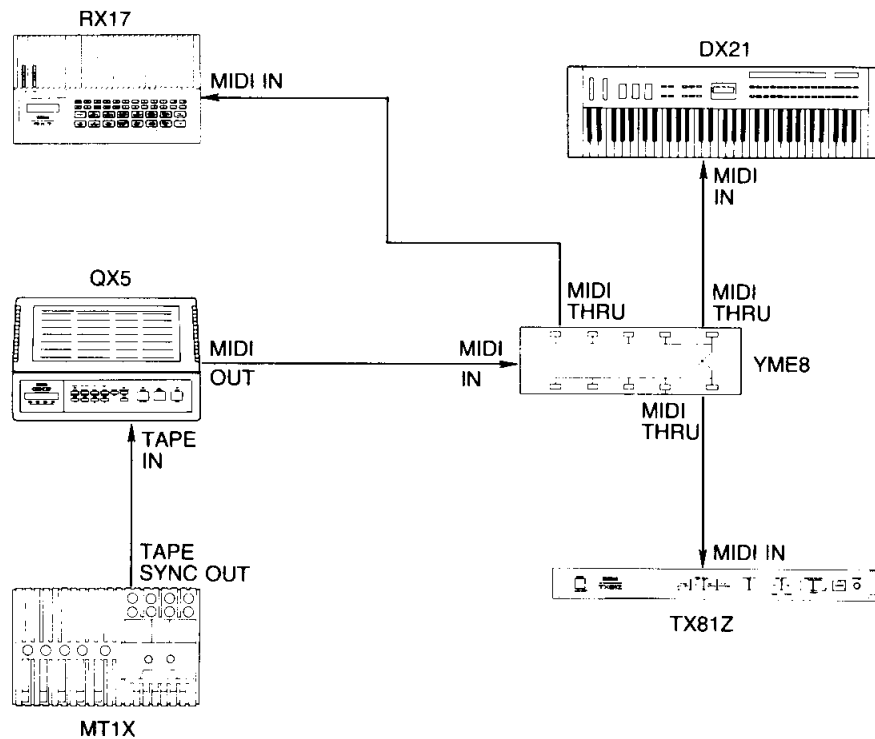 RX17
MIDI IN
DX21
MIDI
IN
QX5
MIDI
OUT
MIDI
IN
MIDI
THRU
MIDI
THRU
YME8
MIDI
THRU
TAPE
IN
TAPE
SYNC OUT
MIDI IN
TX81Z
MT1X